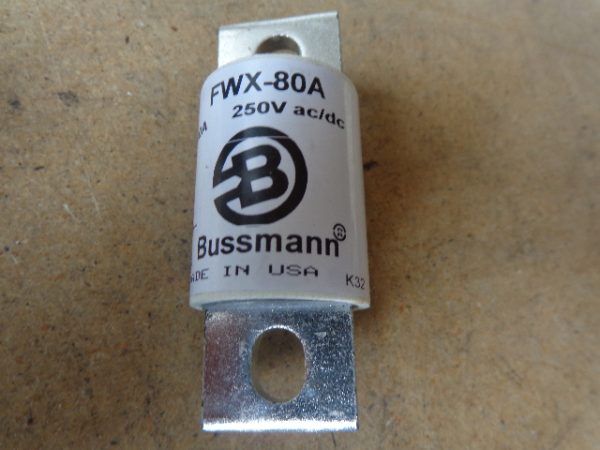 FWX-80A
250V ac/dc
B
Bussmann®
ADE IN USA
K32